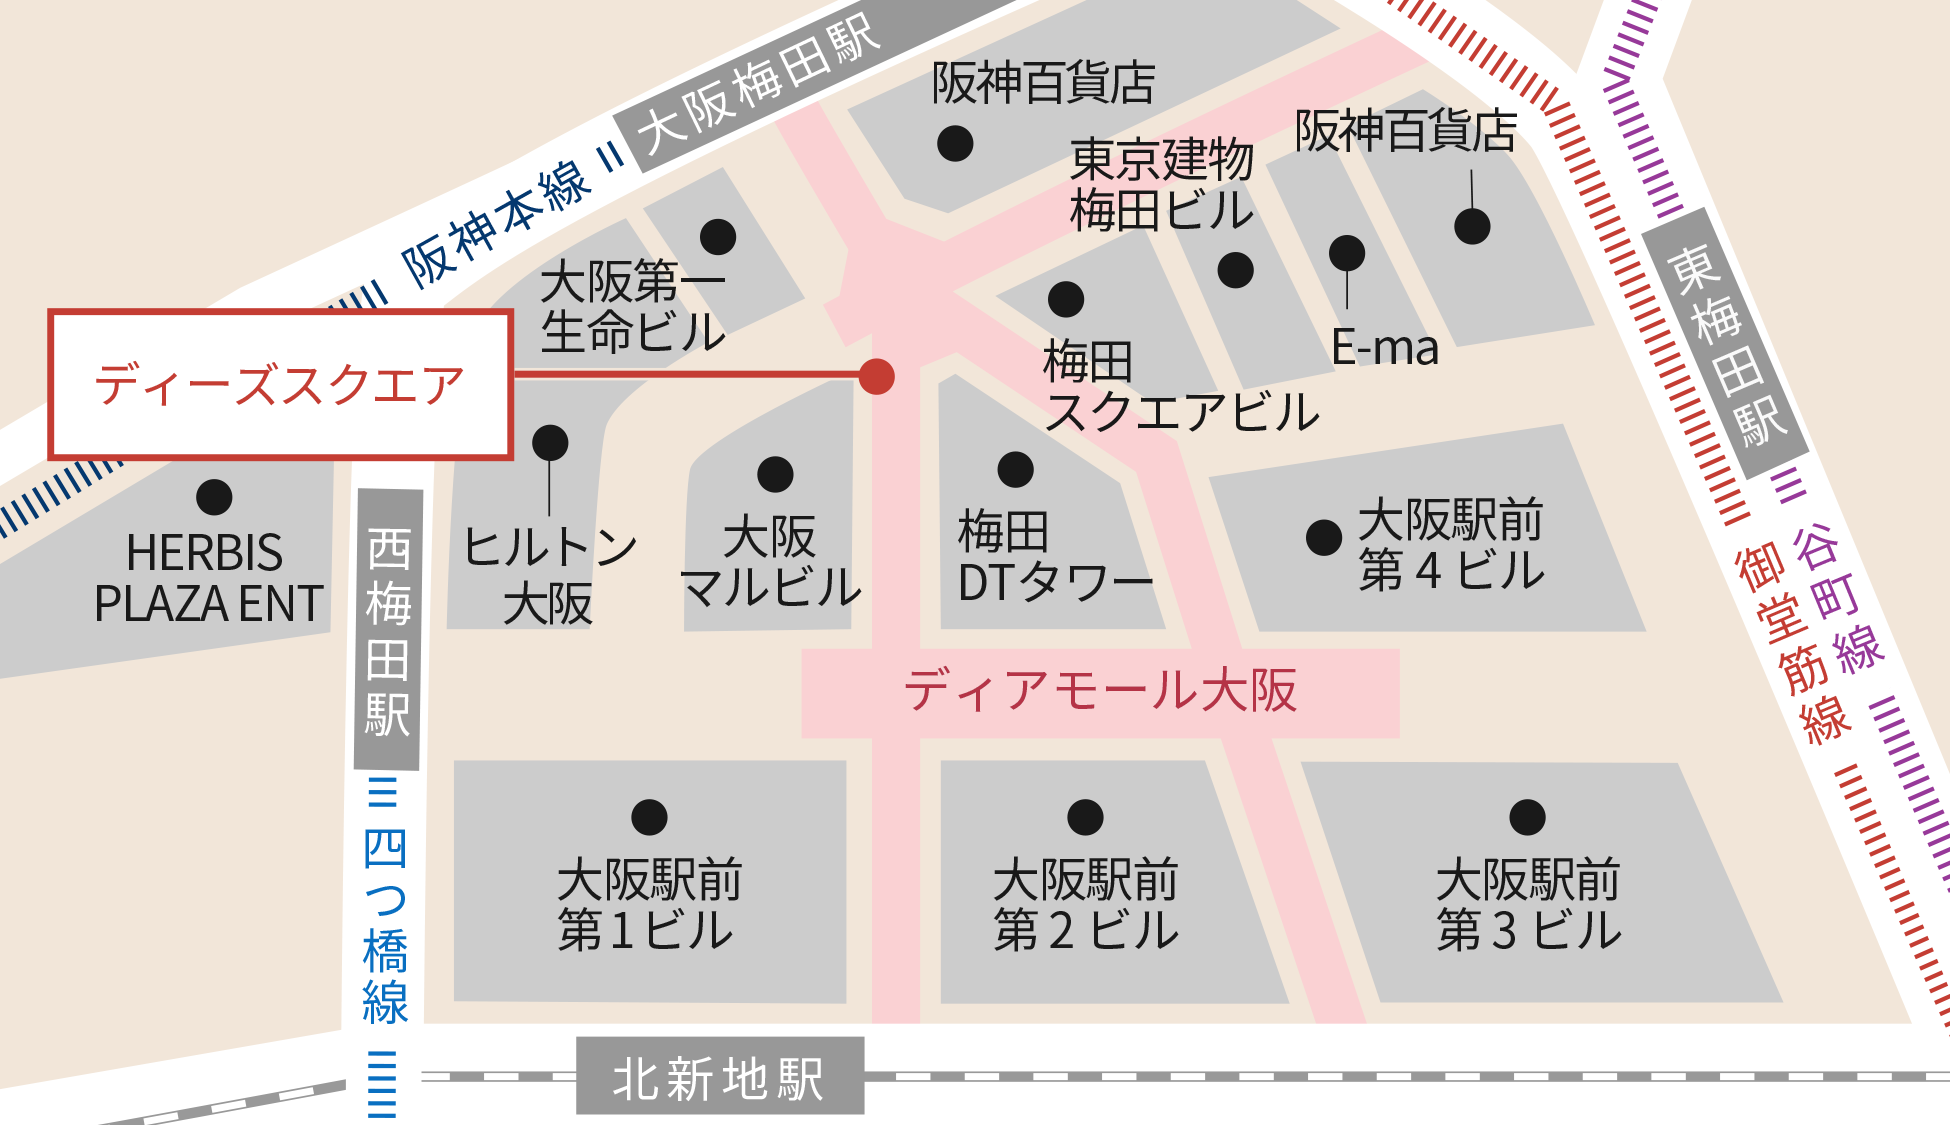 大阪梅田駅
阪神百貨店
阪神百貨店
東京建物
梅田ビル
阪神本線
大阪第一
生命ビル
東梅田駅
ディーズスクエア
E-ma
梅田
スクエアビル
HERBIS
PLAZA ENT
西梅田駅
ヒルトン
大阪
大阪
マルビル
梅田
DTタワー
大阪駅前
第4ビル
谷町線
御堂筋線
ディアモール大阪
四つ橋線
大阪駅前
第1ビル
大阪駅前
第2ビル
大阪駅前
第3ビル
北新地駅